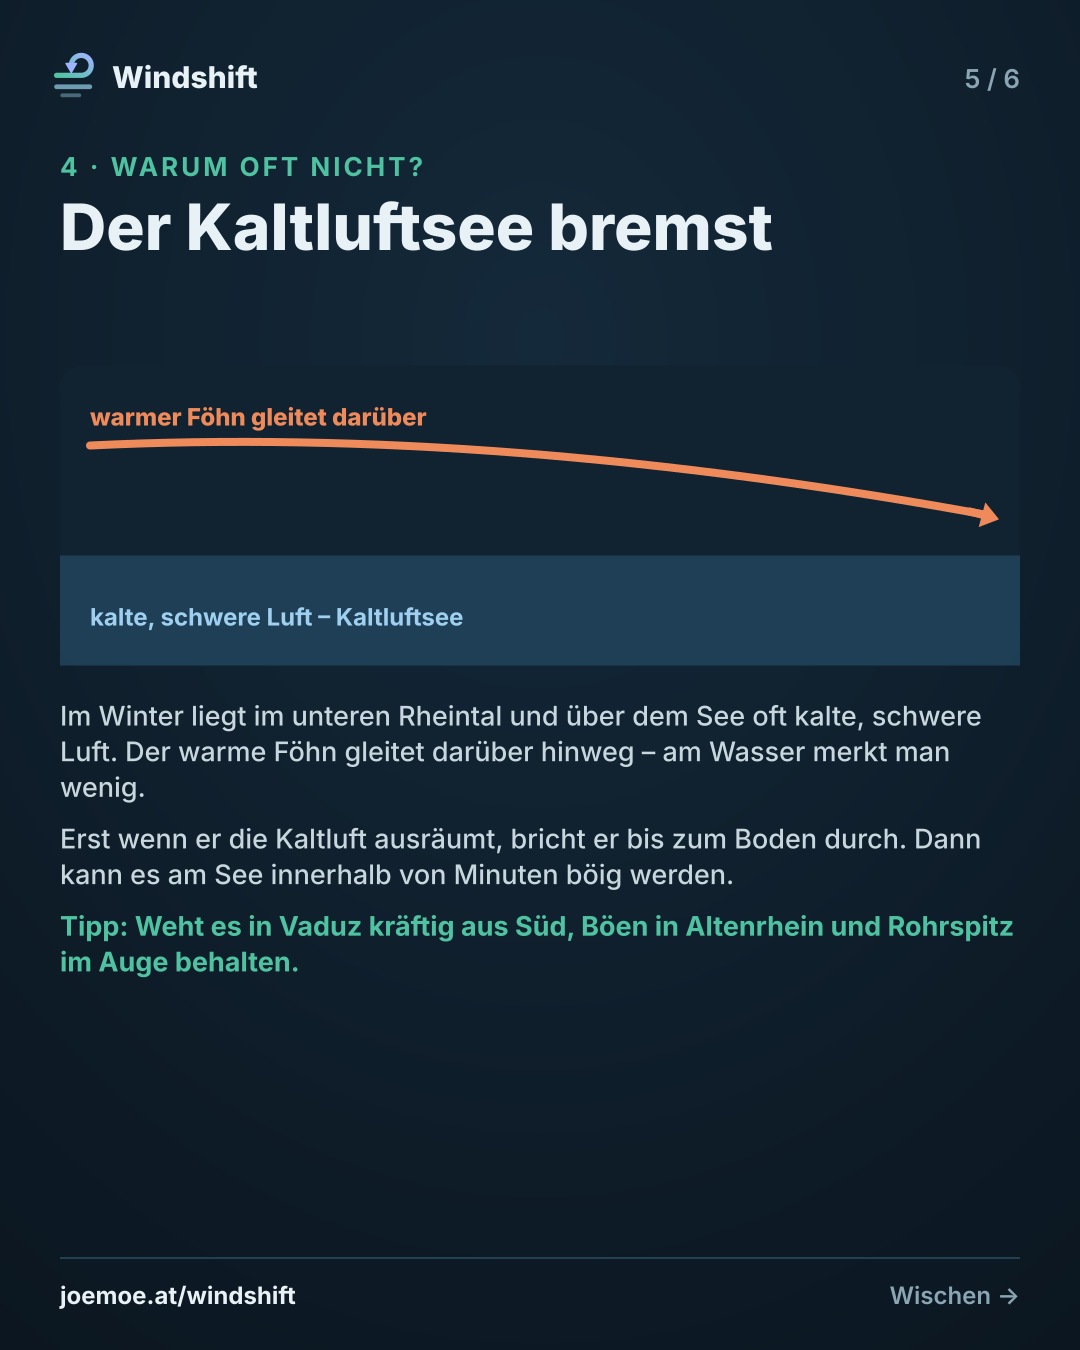 Windshift
5 / 6
4 · WARUM OFT NICHT?
Der Kaltluftsee bremst
warmer Föhn gleitet darüber
kalte, schwere Luft – Kaltluftsee
Im Winter liegt im unteren Rheintal und über dem See oft kalte, schwere
Luft. Der warme Föhn gleitet darüber hinweg – am Wasser merkt man
wenig.
Erst wenn er die Kaltluft ausräumt, bricht er bis zum Boden durch. Dann
kann es am See innerhalb von Minuten böig werden.
Tipp: Weht es in Vaduz kräftig aus Süd, Böen in Altenrhein und Rohrspitz
im Auge behalten.
joemoe.at/windshift
Wischen →